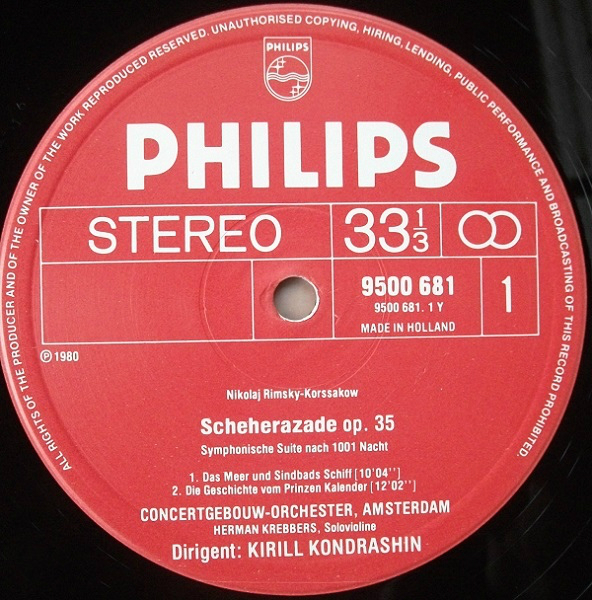 ALL RIGHTS OF THE PRODUCER AND OF THE OWNER OF THE WORK REPRODUCED RESERVED. UNAUTHORISED COPYING, HIRING, LENDING, PUBLIC PERFORMANCE AND BROADCASTING OF THIS RECORD PROHIBITED.
PHILIPS
PHILIPS
STEREO 33 1/3
9500 681 1
9500 681. 1 Y
MADE IN HOLLAND
Ⓟ 1980
Nikolaj Rimsky-Korssakow
Scheherazade op. 35
Symphonische Suite nach 1001 Nacht
1. Das Meer und Sindbads Schiff [10'04'']
2. Die Geschichte vom Prinzen Kalender [12'02'']
CONCERTGEBOUW-ORCHESTER, AMSTERDAM
HERMAN KREBBERS, Solovioline
Dirigent: KIRILL KONDRASHIN